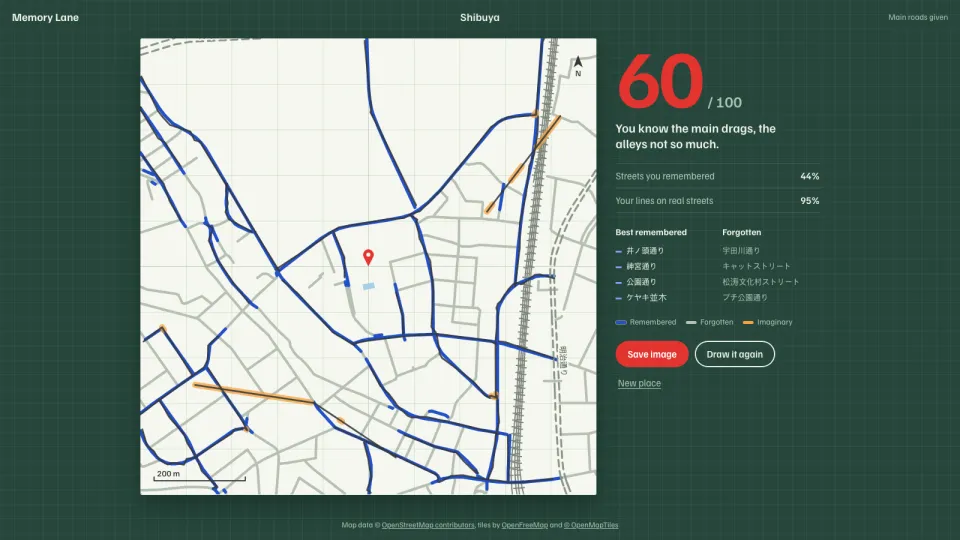 Memory Lane
Shibuya
Main roads given
N
明治通り
200 m
60 / 100
You know the main drags, the
alleys not so much.
Streets you remembered 44%
Your lines on real streets 95%
Best remembered Forgotten
井ノ頭通り 宇田川通り
神宮通り キャットストリート
公園通り 松濤文化村ストリート
ケヤキ並木 プチ公園通り
Remembered Forgotten Imaginary
Save image Draw it again
New place
Map data © OpenStreetMap contributors, tiles by OpenFreeMap and © OpenMapTiles